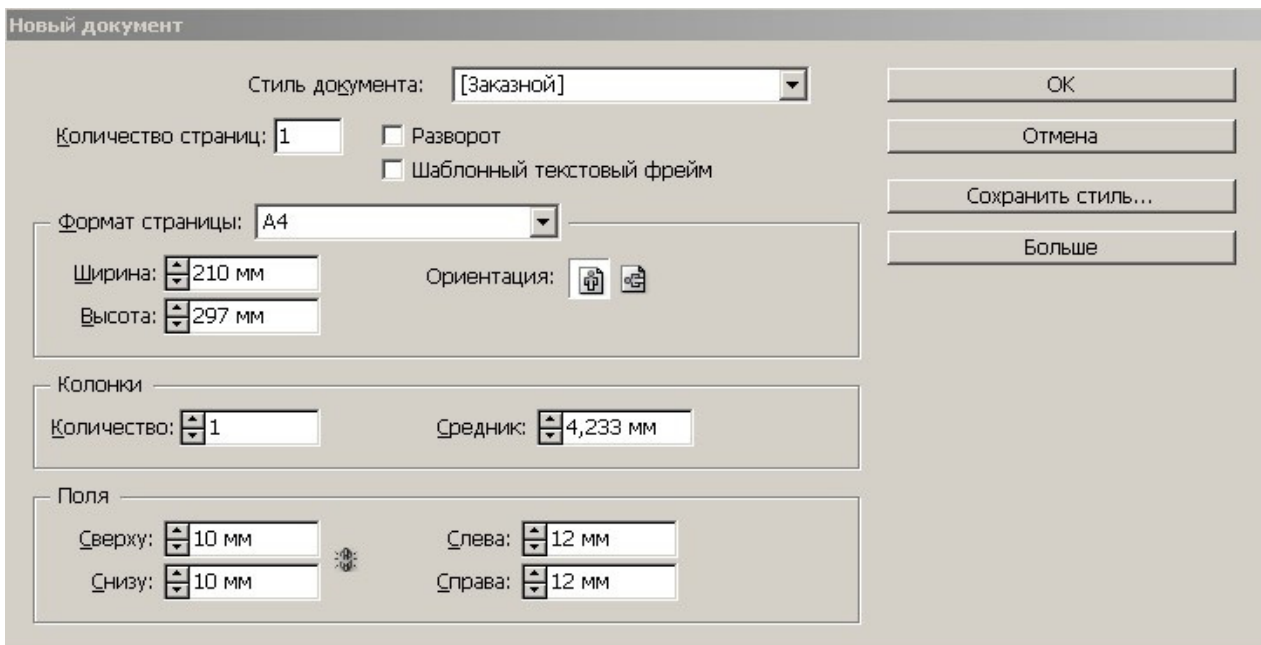 Новый документ
Стиль документа: [Заказной]
OK
Количество страниц: 1
Разворот
Отмена
Шаблонный текстовый фрейм
Сохранить стиль...
Формат страницы: A4
Больше
Ширина: 210 мм
Ориентация:
Высота: 297 мм
Колонки
Количество: 1
Средник: 4,233 мм
Поля
Сверху: 10 мм
Слева: 12 мм
Снизу: 10 мм
Справа: 12 мм